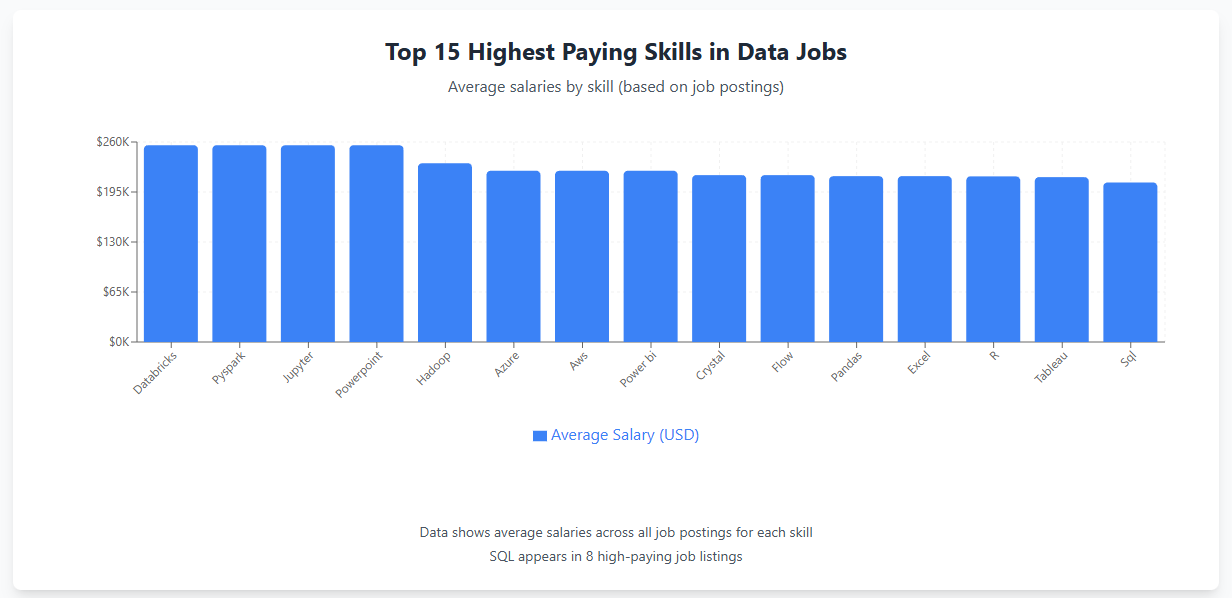 Top 15 Highest Paying Skills in Data Jobs
Average salaries by skill (based on job postings)
$260K
$195K
$130K
$65K
$0K
Databricks
Pyspark
Jupyter
Powerpoint
Hadoop
Azure
Aws
Power bi
Crystal
Flow
Pandas
Excel
R
Tableau
Sql
Average Salary (USD)
Data shows average salaries across all job postings for each skill
SQL appears in 8 high-paying job listings